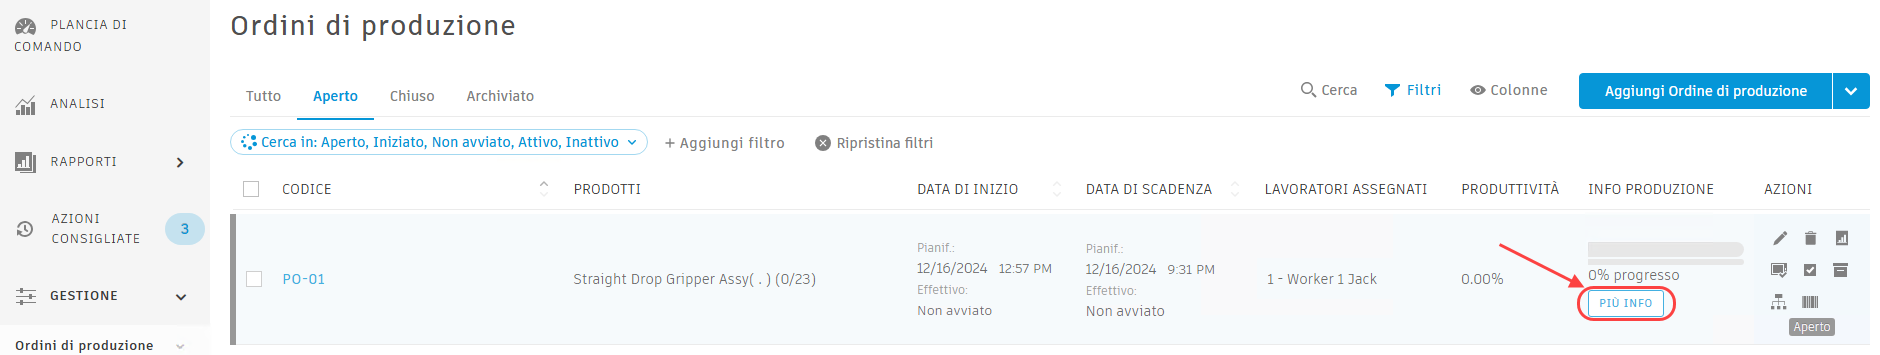 PLANCIA DI
COMANDO
ANALISI
RAPPORTI
AZIONI
CONSIGLIATE
3
GESTIONE
Ordini di produzione
Ordini di produzione
Tutto Aperto Chiuso Archiviato
Cerca Filtri Colonne Aggiungi Ordine di produzione
Cerca in: Aperto, Iniziato, Non avviato, Attivo, Inattivo + Aggiungi filtro Ripristina filtri
CODICE PRODOTTI DATA DI INIZIO DATA DI SCADENZA LAVORATORI ASSEGNATI PRODUTTIVITÀ INFO PRODUZIONE AZIONI
PO-01
Straight Drop Gripper Assy( . ) (0/23)
Pianif.:
12/16/2024 12:57 PM
Effettivo:
Non avviato
Pianif.:
12/16/2024 9:31 PM
Effettivo:
Non avviato
1 - Worker 1 Jack
0.00%
0% progresso
PIÙ INFO
Aperto